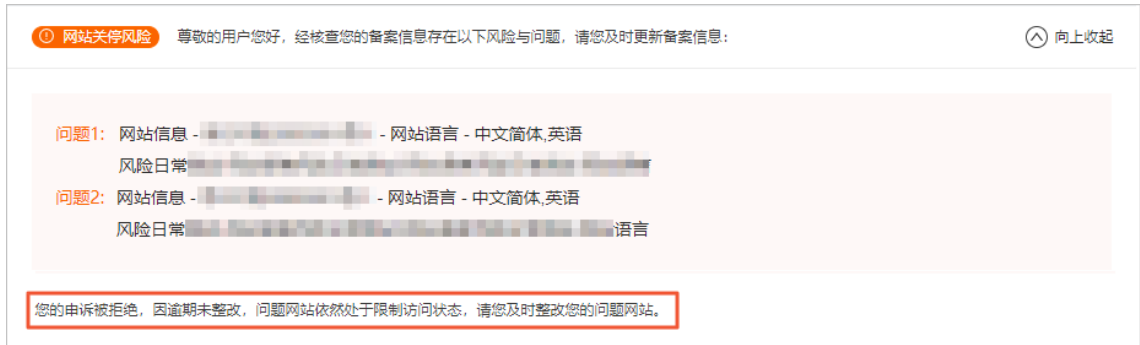 网站关停风险 尊敬的用户您好，经核查您的备案信息存在以下风险与问题，请您及时更新备案信息： 向上收起
问题1： 网站信息 - - 网站语言 - 中文简体,英语
风险日常
问题2： 网站信息 - - 网站语言 - 中文简体,英语
风险日常 语言
您的申诉被拒绝，因逾期未整改，问题网站依然处于限制访问状态，请您及时整改您的问题网站。